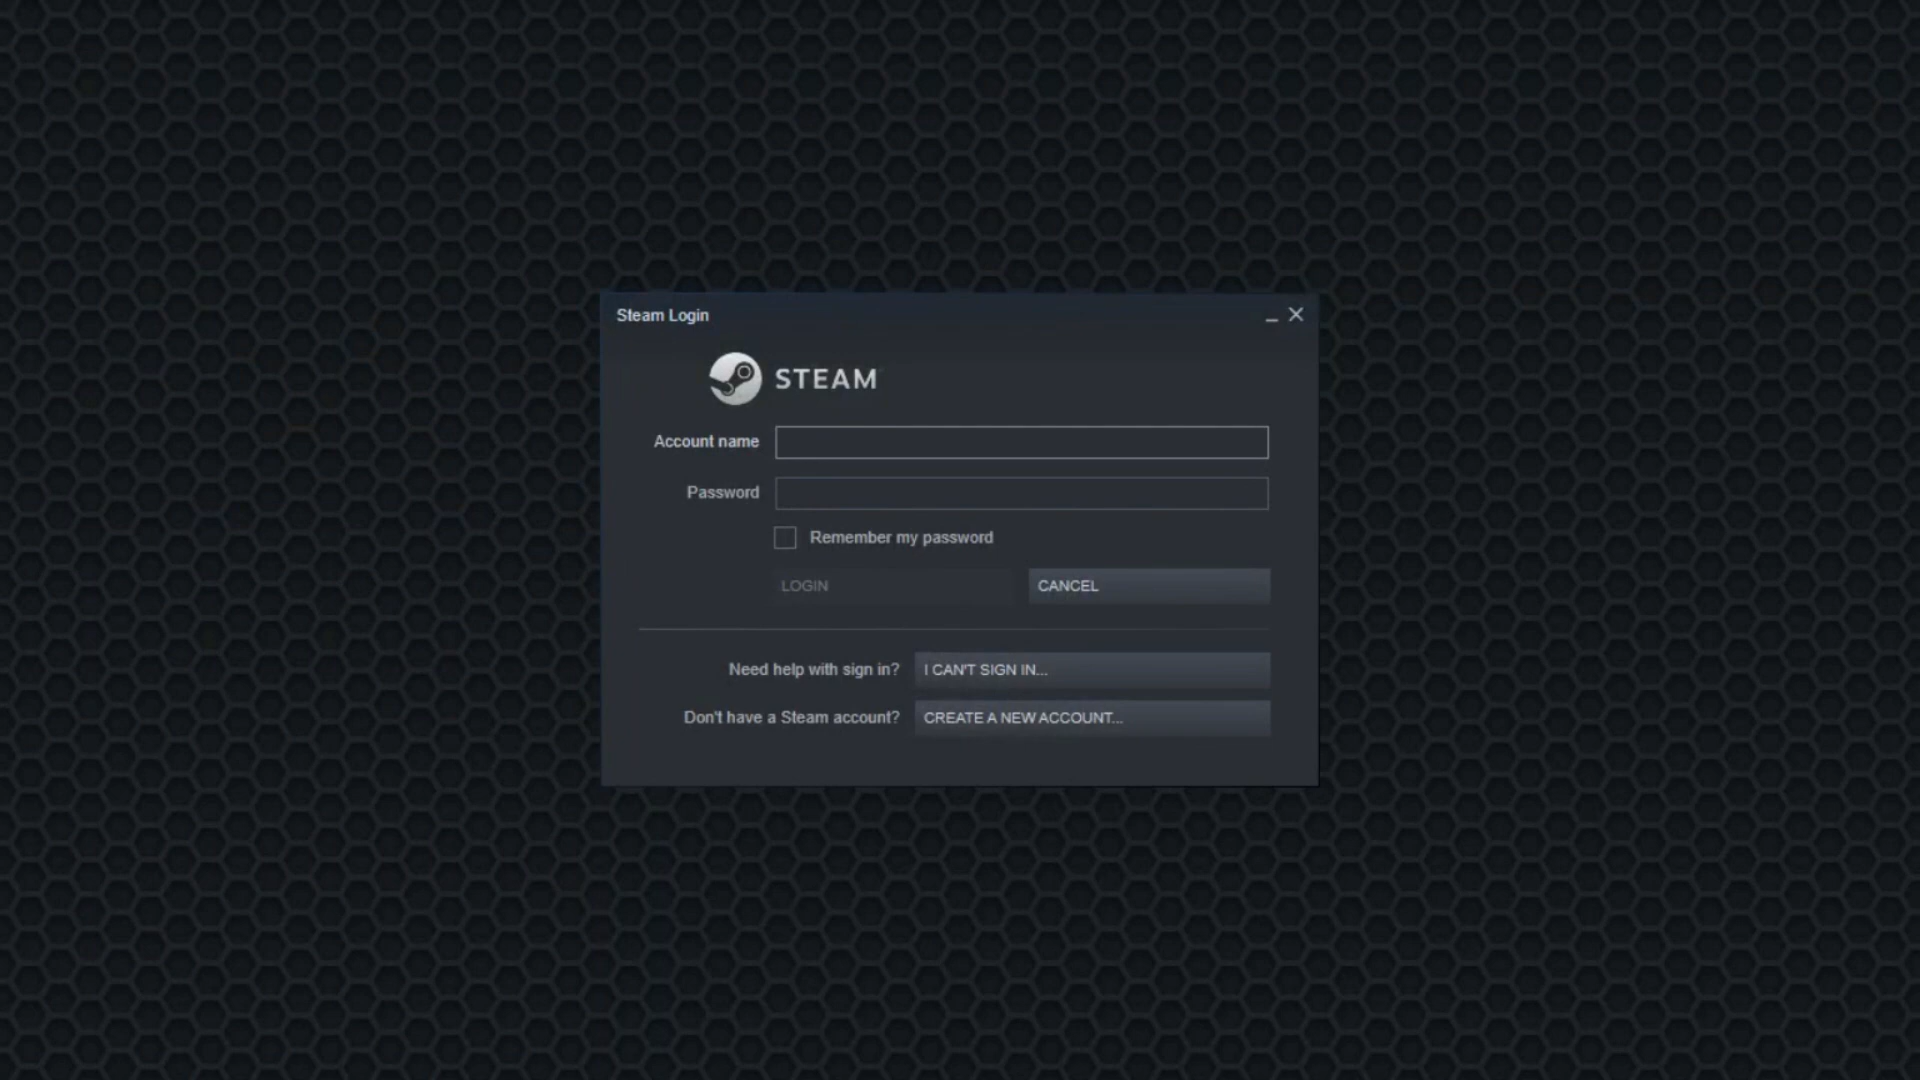 Steam Login
STEAM
Account name
Password
Remember my password
LOGIN
CANCEL
Need help with sign in?
I CAN'T SIGN IN...
Don't have a Steam account?
CREATE A NEW ACCOUNT...